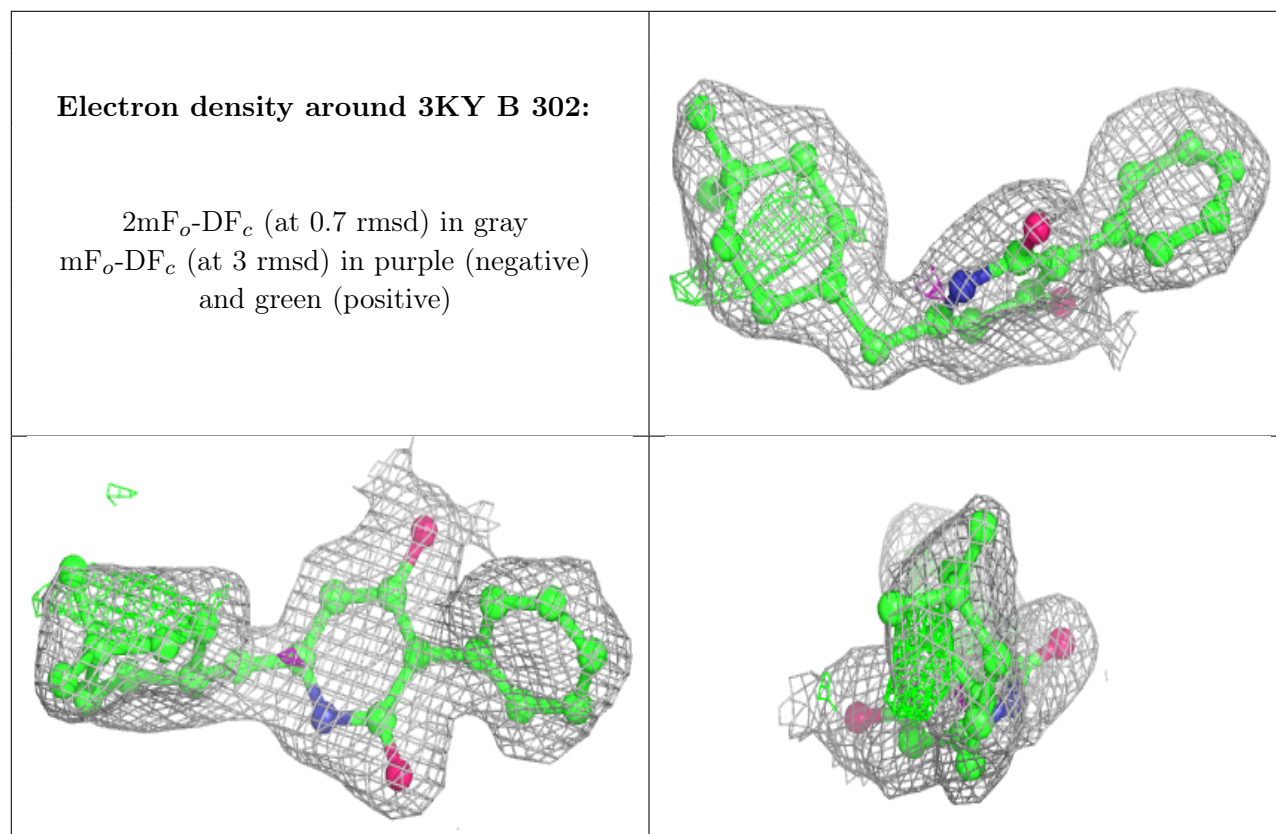 Electron density around 3KY B 302:
2mFₒ-DF𝒸 (at 0.7 rmsd) in gray
mFₒ-DF𝒸 (at 3 rmsd) in purple (negative)
and green (positive)